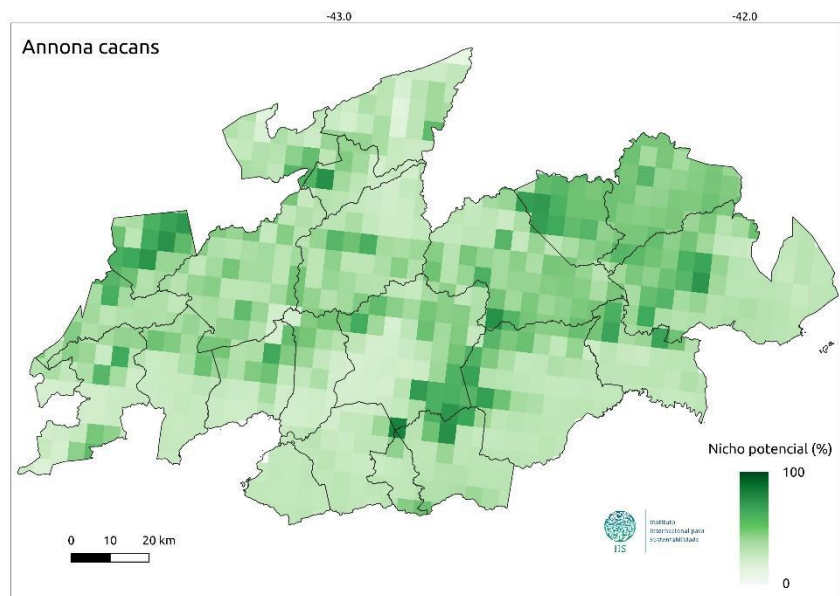 -43.0
-42.0
Annona cacans
Nicho potencial (%)
100
0
0 10 20 km
IIS
Instituto
Internacional para
Sustentabilidade